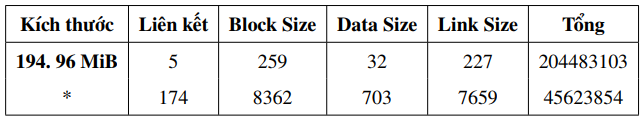 Kích thước Liên kết Block Size Data Size Link Size Tổng
194. 96 MiB 5 259 32 227 204483103
* 174 8362 703 7659 45623854